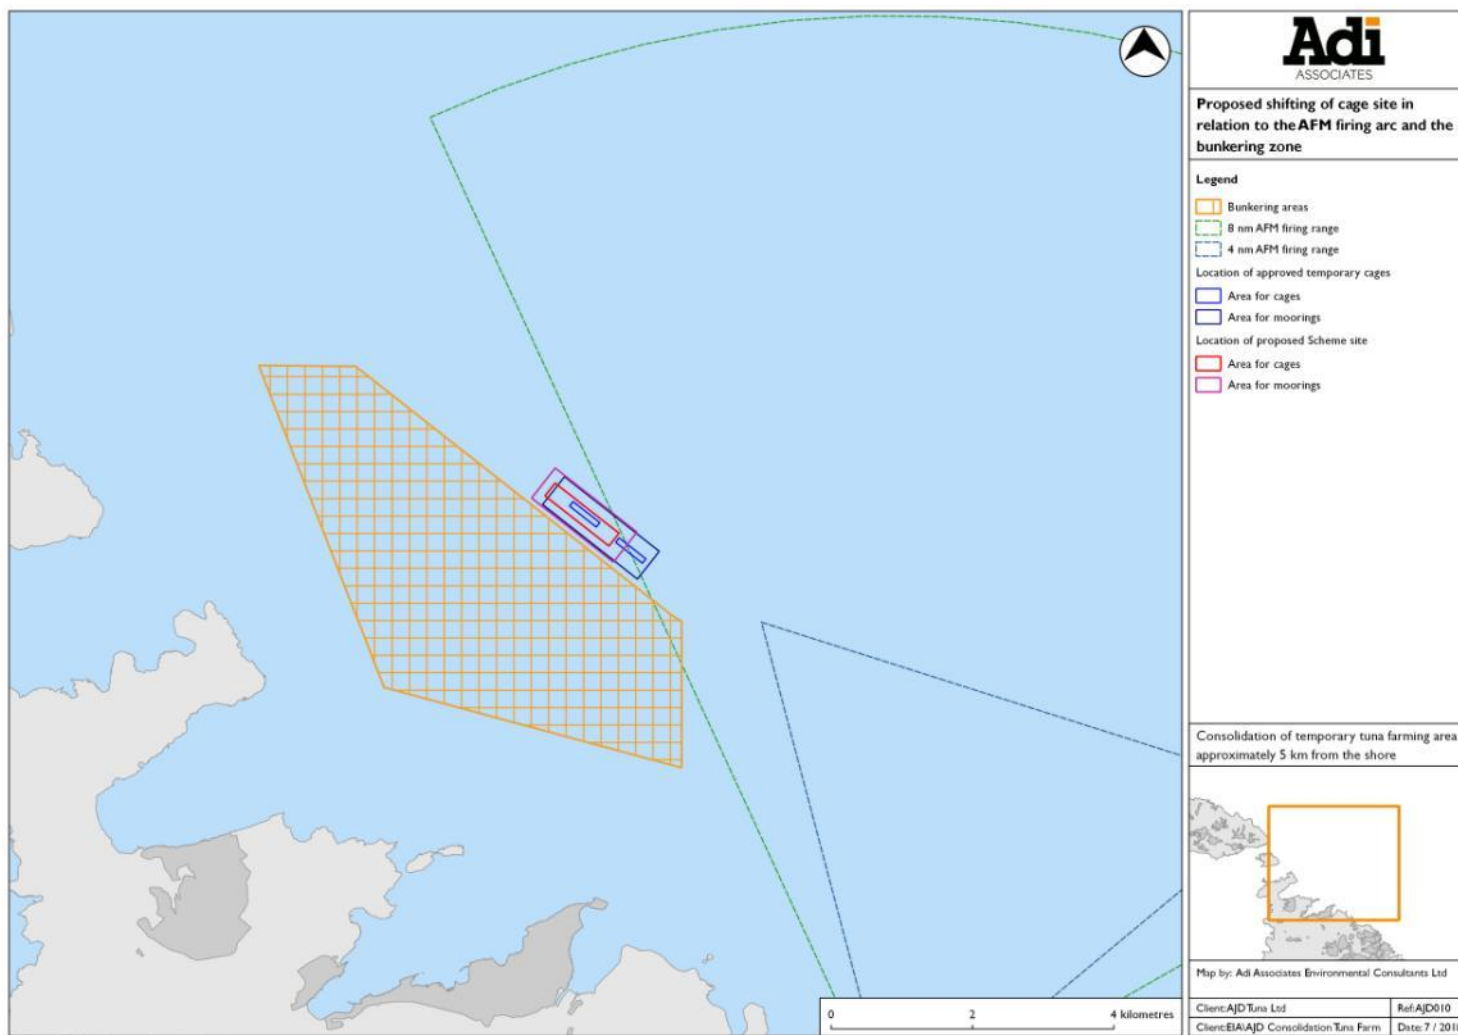 Adi
ASSOCIATES
Proposed shifting of cage site in
relation to the AFM firing arc and the
bunkering zone
Legend
Bunkering areas
8 nm AFM firing range
4 nm AFM firing range
Location of approved temporary cages
Area for cages
Area for moorings
Location of proposed Scheme site
Area for cages
Area for moorings
Consolidation of temporary tuna farming area
approximately 5 km from the shore
Map by: Adi Associates Environmental Consultants Ltd
Client:AJD Tuna Ltd
Ref:AJD010
Client:EIA\AJD Consolidation Tuna Farm
Date: 7 /
0 2 4 kilometres